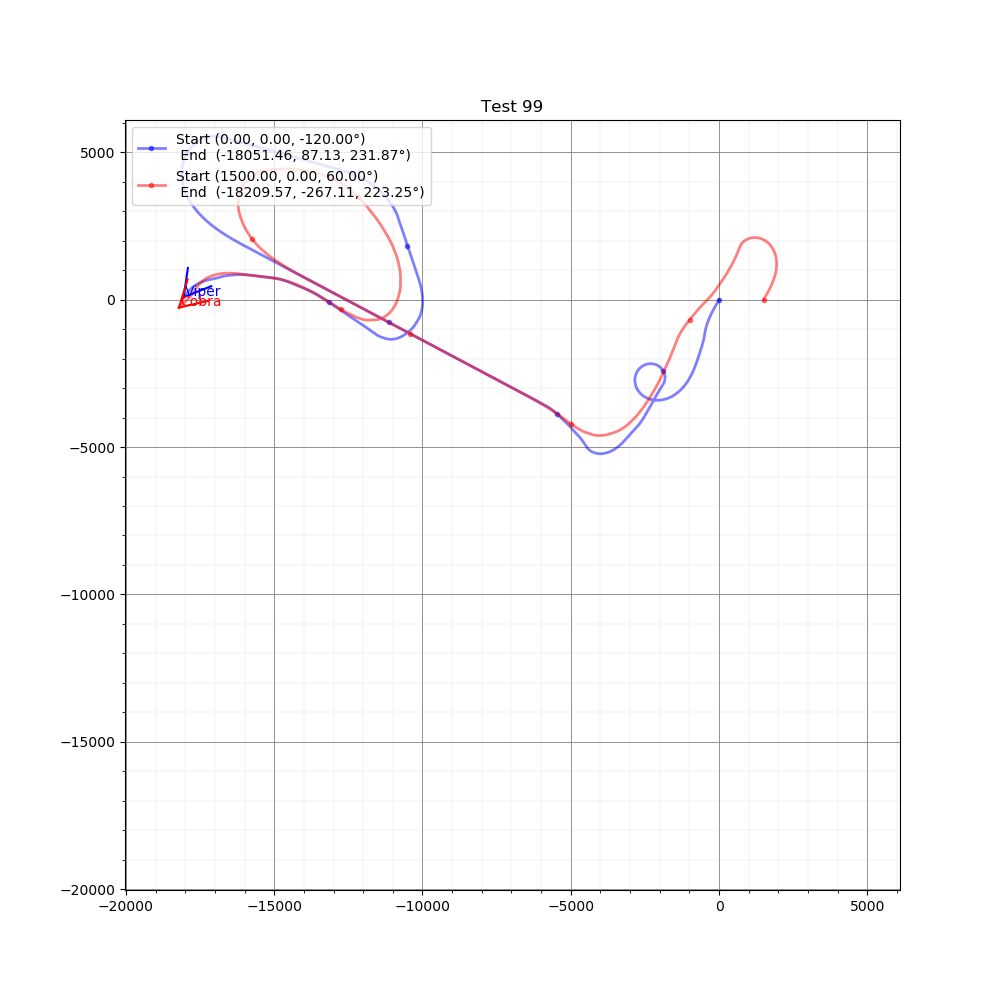 Test 99
Start (0.00, 0.00, -120.00°)
End (-18051.46, 87.13, 231.87°)
Start (1500.00, 0.00, 60.00°)
End (-18209.57, -267.11, 223.25°)
5000
0
−5000
−10000
−15000
−20000
Viper
Cobra
−20000 −15000 −10000 −5000 0 5000